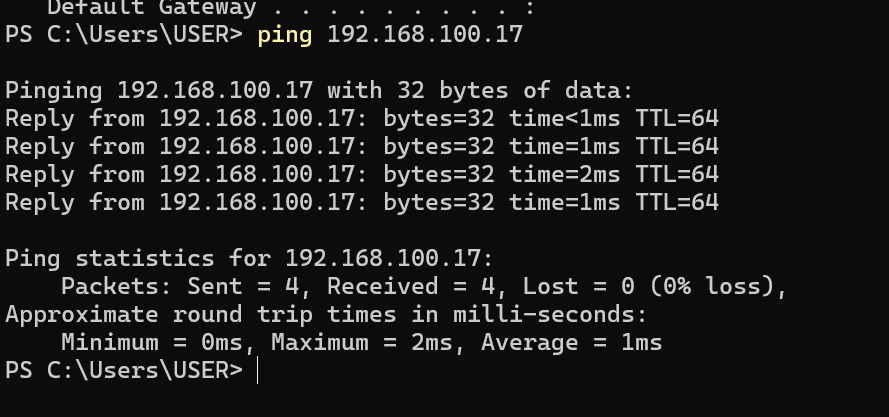 Default Gateway . . . . . . . . . . :
PS C:\Users\USER> ping 192.168.100.17
Pinging 192.168.100.17 with 32 bytes of data:
Reply from 192.168.100.17: bytes=32 time<1ms TTL=64
Reply from 192.168.100.17: bytes=32 time=1ms TTL=64
Reply from 192.168.100.17: bytes=32 time=2ms TTL=64
Reply from 192.168.100.17: bytes=32 time=1ms TTL=64
Ping statistics for 192.168.100.17:
Packets: Sent = 4, Received = 4, Lost = 0 (0% loss),
Approximate round trip times in milli-seconds:
Minimum = 0ms, Maximum = 2ms, Average = 1ms
PS C:\Users\USER>